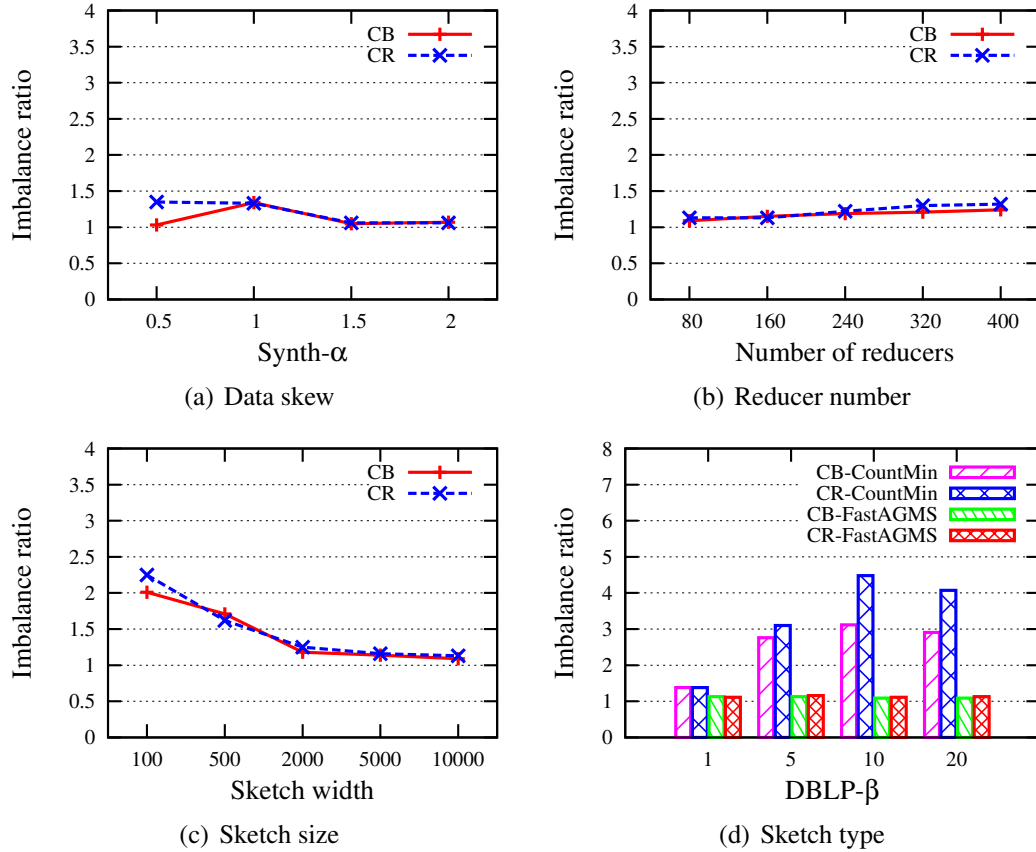 4
3.5
3
2.5
2
1.5
1
0.5
0
Imbalance ratio
CB
CR
0.5 1 1.5 2
Synth-α
(a) Data skew
4
3.5
3
2.5
2
1.5
1
0.5
0
Imbalance ratio
CB
CR
80 160 240 320 400
Number of reducers
(b) Reducer number
4
3.5
3
2.5
2
1.5
1
0.5
0
Imbalance ratio
CB
CR
100 500 2000 5000 10000
Sketch width
(c) Sketch size
8
7
6
5
4
3
2
1
0
Imbalance ratio
CB-CountMin
CR-CountMin
CB-FastAGMS
CR-FastAGMS
1 5 10 20
DBLP-β
(d) Sketch type